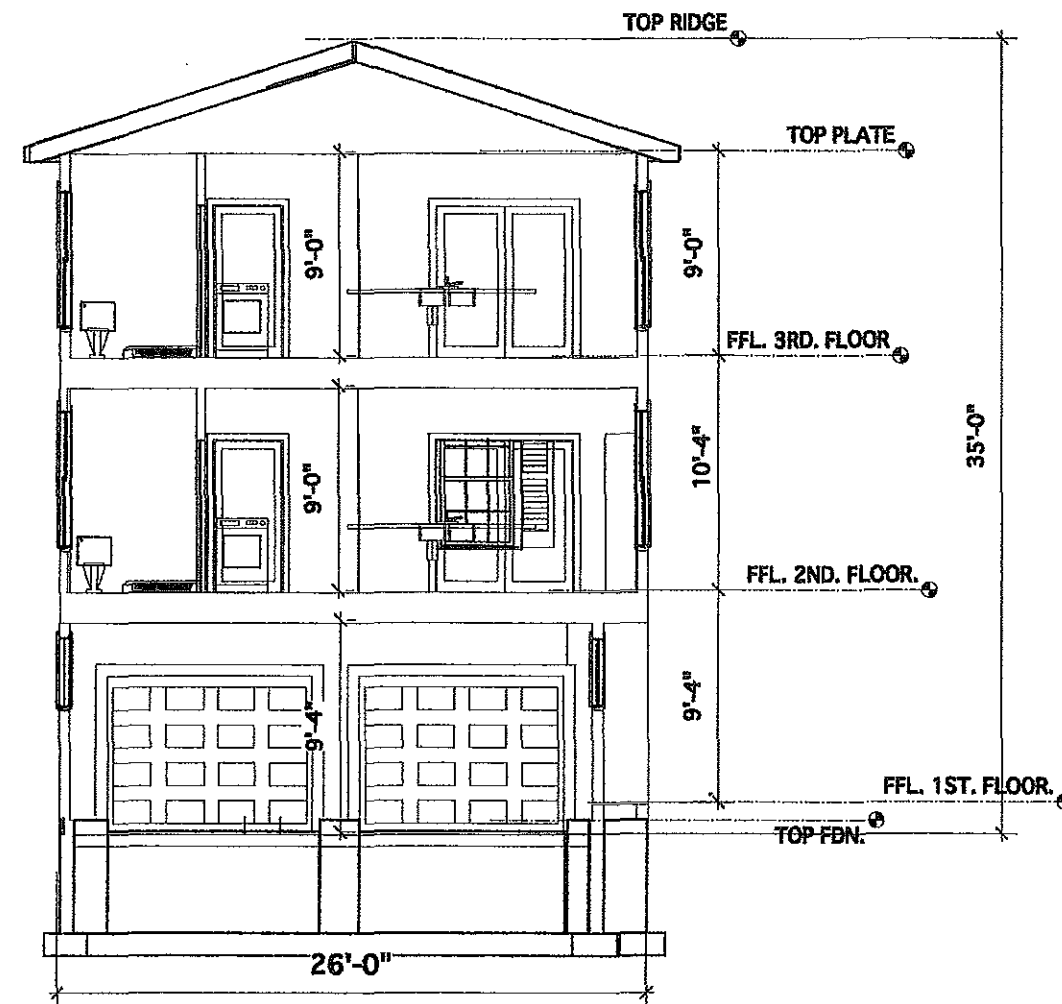 TOP RIDGE
TOP PLATE
9'-0"
9'-0"
FFL. 3RD. FLOOR
35'-0"
10'-4"
9'-0"
FFL. 2ND. FLOOR.
9'-4"
9'-4"
FFL. 1ST. FLOOR.
TOP FDN.
26'-0"